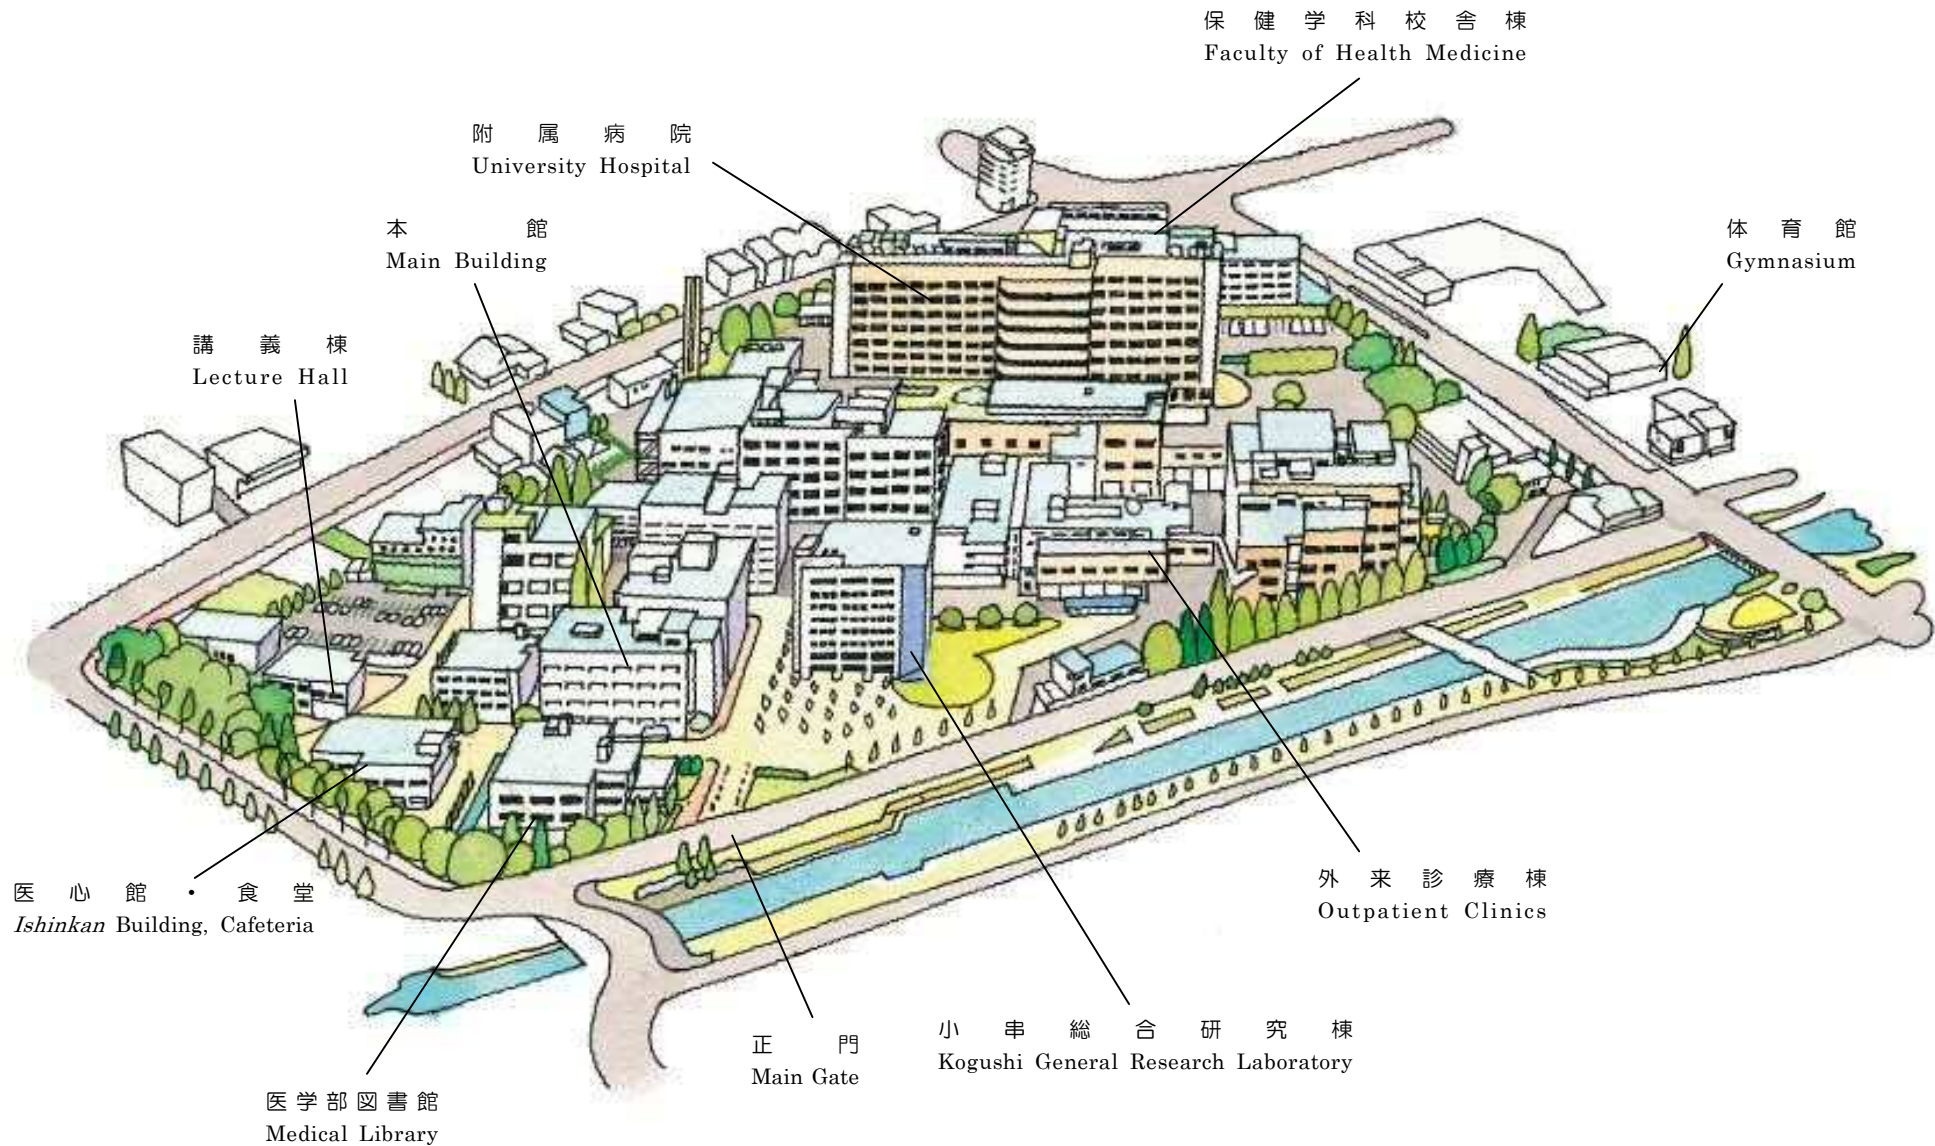 保健学科校舎棟
Faculty of Health Medicine
附属病院
University Hospital
本館
Main Building
体育館
Gymnasium
講義棟
Lecture Hall
医心館・食堂
Ishinkan Building, Cafeteria
外来診療棟
Outpatient Clinics
小串総合研究棟
Kogushi General Research Laboratory
正門
Main Gate
医学部図書館
Medical Library